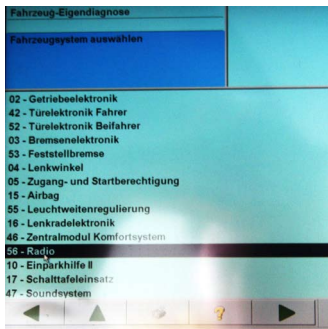 Fahrzeug-Eigendiagnose
Fahrzeugsystem auswählen
02 - Getriebeelektronik
42 - Türelektronik Fahrer
52 - Türelektronik Beifahrer
03 - Bremsenelektronik
53 - Feststellbremse
04 - Lenkwinkel
05 - Zugang- und Startberechtigung
15 - Airbag
55 - Leuchtweitenregulierung
16 - Lenkradelektronik
46 - Zentralmodul Komfortsystem
56 - Radio
10 - Einparkhilfe II
17 - Schalttafeleinsatz
47 - Soundsystem
?